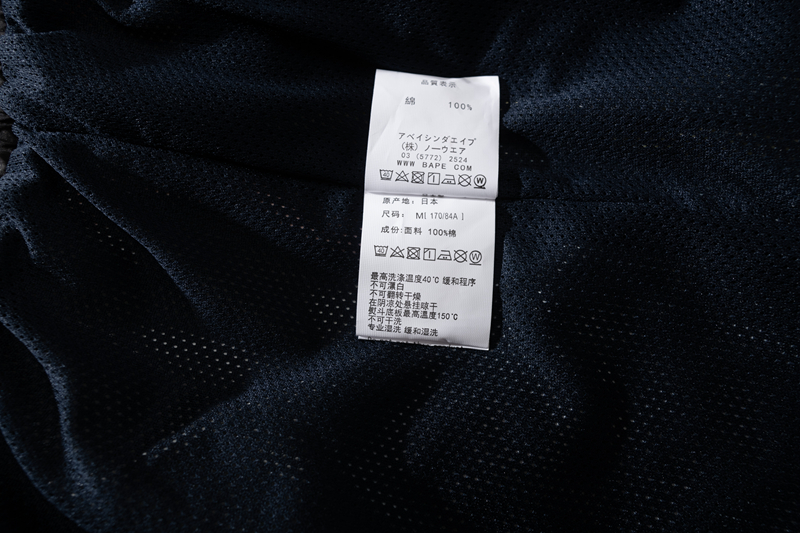 品質表示
綿 100%
アベイシンダエイプ
(株) ノーウエア
03 (5772) 2524
WWW BAPE COM
40 W
原产地: 日本
尺码: M[ 170/84A ]
成份: 面料 100%棉
40 W
最高洗涤温度40℃ 缓和程序
不可漂白
不可翻转干燥
在阴凉处悬挂晾干
熨斗底板最高温度150℃
不可干洗
专业湿洗 缓和湿洗